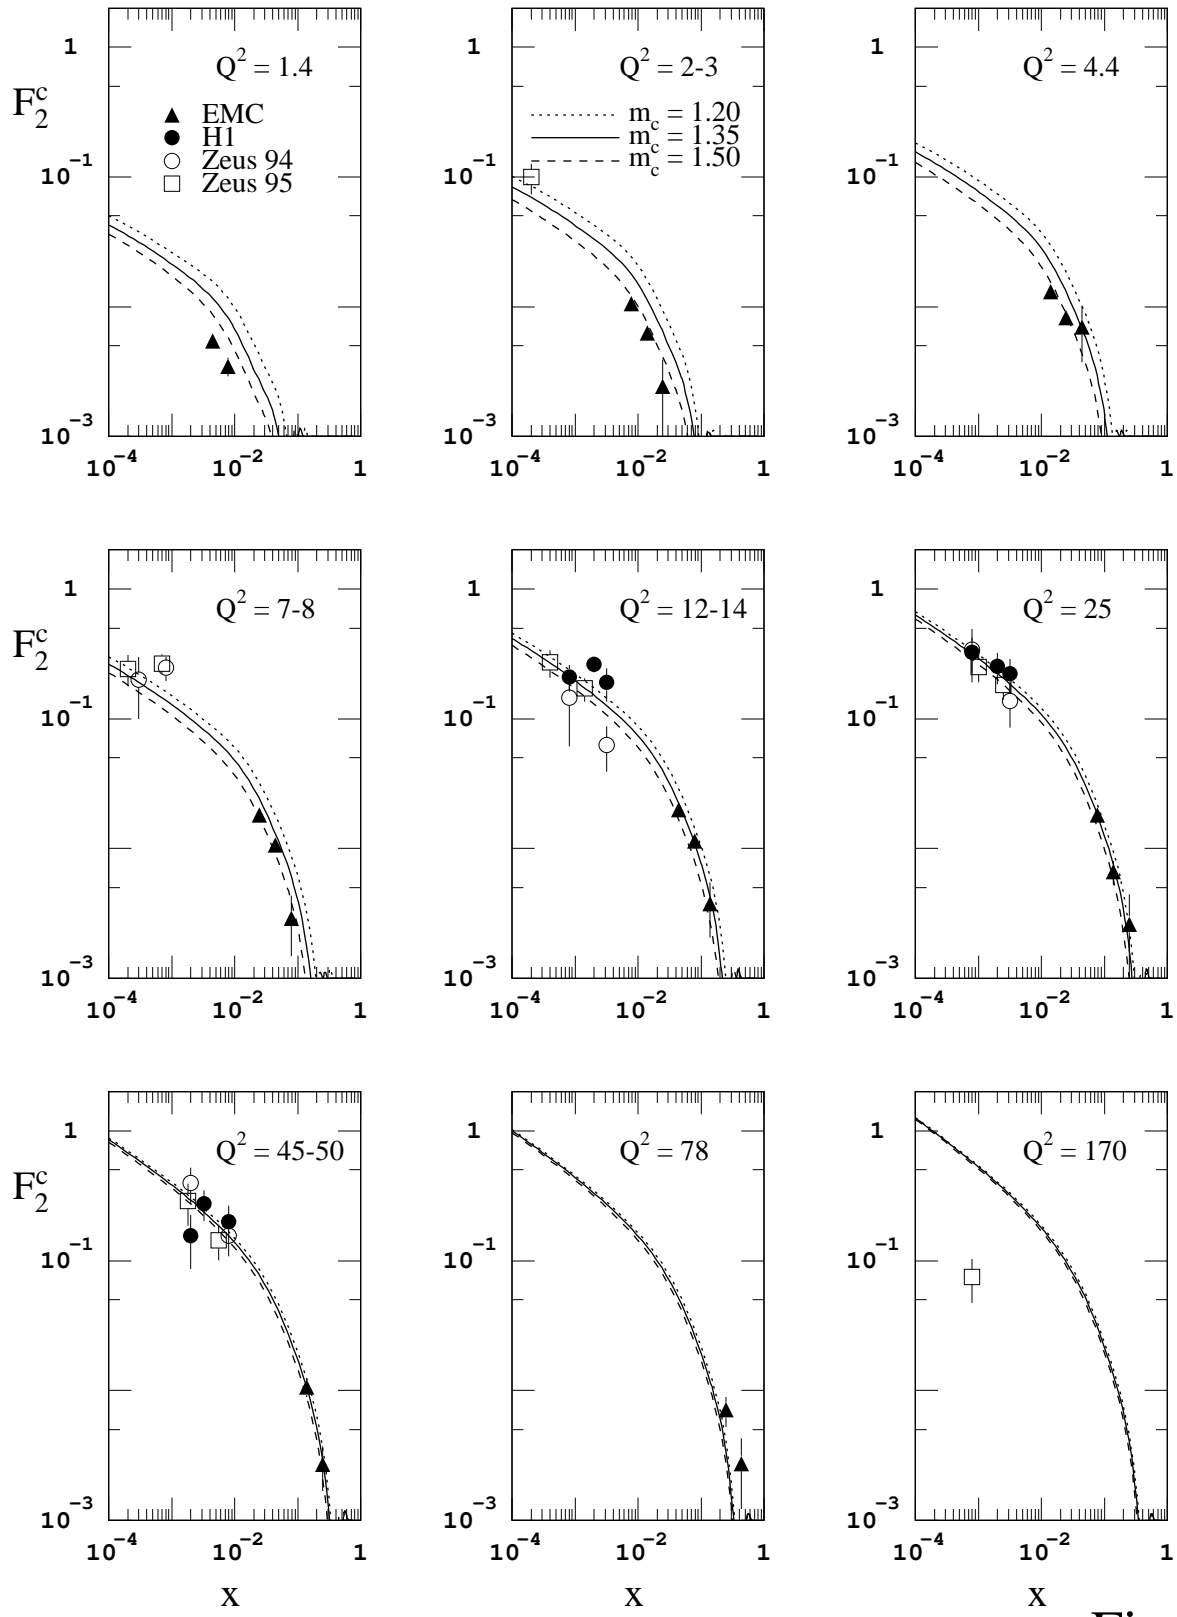 Q² = 1.4
Q² = 2-3
Q² = 4.4
F₂ᶜ
1
10⁻¹
10⁻³
10⁻⁴
10⁻²
1
x
EMC
H1
Zeus 94
Zeus 95
m_c = 1.20
m_c = 1.35
m_c = 1.50
1
10⁻¹
10⁻³
10⁻⁴
10⁻²
1
1
10⁻¹
10⁻³
10⁻⁴
10⁻²
1
Q² = 7-8
Q² = 12-14
Q² = 25
F₂ᶜ
1
10⁻¹
10⁻³
10⁻⁴
10⁻²
1
1
10⁻¹
10⁻³
10⁻⁴
10⁻²
1
1
10⁻¹
10⁻³
10⁻⁴
10⁻²
1
Q² = 45-50
Q² = 78
Q² = 170
F₂ᶜ
1
10⁻¹
10⁻³
10⁻⁴
10⁻²
1
x
1
10⁻¹
10⁻³
10⁻⁴
10⁻²
1
x
1
10⁻¹
10⁻³
10⁻⁴
10⁻²
1